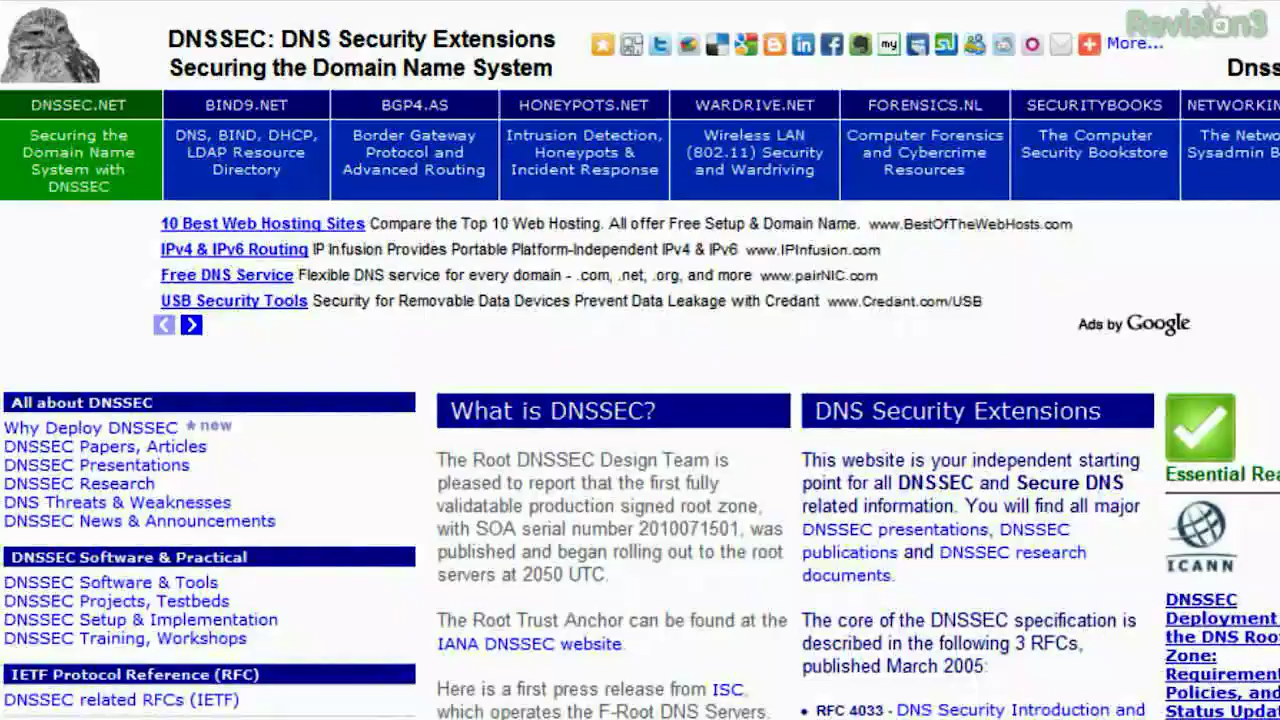 Revision3
DNSSEC: DNS Security Extensions
Securing the Domain Name System
my
More...
Dnss
DNSSEC.NET
BIND9.NET
BGP4.AS
HONEYPOTS.NET
WARDRIVE.NET
FORENSICS.NL
SECURITYBOOKS
NETWORKIN
Securing the
Domain Name
System with
DNSSEC
DNS, BIND, DHCP,
LDAP Resource
Directory
Border Gateway
Protocol and
Advanced Routing
Intrusion Detection,
Honeypots &
Incident Response
Wireless LAN
(802.11) Security
and Wardriving
Computer Forensics
and Cybercrime
Resources
The Computer
Security Bookstore
The Netwo
Sysadmin B
10 Best Web Hosting Sites Compare the Top 10 Web Hosting. All offer Free Setup & Domain Name. www.BestOfTheWebHosts.com
IPv4 & IPv6 Routing IP Infusion Provides Portable Platform-Independent IPv4 & IPv6 www.IPInfusion.com
Free DNS Service Flexible DNS service for every domain - .com, .net, .org, and more www.pairNIC.com
USB Security Tools Security for Removable Data Devices Prevent Data Leakage with Credant www.Credant.com/USB
Ads by Google
All about DNSSEC
Why Deploy DNSSEC * new
DNSSEC Papers, Articles
DNSSEC Presentations
DNSSEC Research
DNS Threats & Weaknesses
DNSSEC News & Announcements
DNSSEC Software & Practical
DNSSEC Software & Tools
DNSSEC Projects, Testbeds
DNSSEC Setup & Implementation
DNSSEC Training, Workshops
IETF Protocol Reference (RFC)
DNSSEC related RFCs (IETF)
What is DNSSEC?
The Root DNSSEC Design Team is
pleased to report that the first fully
validatable production signed root zone,
with SOA serial number 2010071501, was
published and began rolling out to the root
servers at 2050 UTC.
The Root Trust Anchor can be found at the
IANA DNSSEC website.
Here is a first press release from ISC,
which operates the F-Root DNS Servers.
DNS Security Extensions
This website is your independent starting
point for all DNSSEC and Secure DNS
related information. You will find all major
DNSSEC presentations, DNSSEC
publications and DNSSEC research
documents.
The core of the DNSSEC specification is
described in the following 3 RFCs,
published March 2005:
• RFC 4033 - DNS Security Introduction and
Essential Rea
ICANN
DNSSEC
Deployment
the DNS Roo
Zone:
Requirement
Policies, and
Status Upda